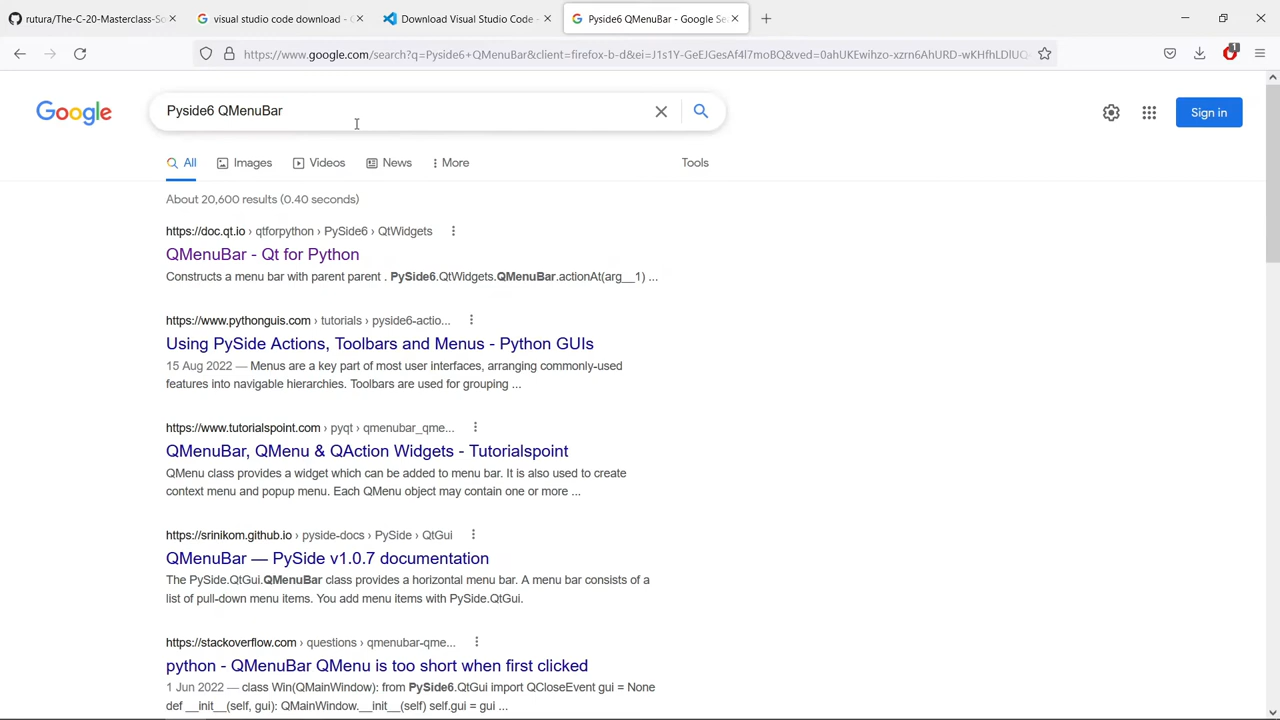 rutura/The-C-20-Masterclass-So
visual studio code download - G
Download Visual Studio Code -
Pyside6 QMenuBar - Google Se
https://www.google.com/search?q=Pyside6+QMenuBar&client=firefox-b-d&ei=J1s1Y-GeEJGesAf4l7moBQ&ved=0ahUKEwihzo-xzrn6AhURD-wKHfhLDlUQ
1
Google
Pyside6 QMenuBar
Sign in
All
Images
Videos
News
More
Tools
About 20,600 results (0.40 seconds)
https://doc.qt.io › qtforpython › PySide6 › QtWidgets
QMenuBar - Qt for Python
Constructs a menu bar with parent parent . PySide6.QtWidgets.QMenuBar.actionAt(arg__1) ...
https://www.pythonguis.com › tutorials › pyside6-actio...
Using PySide Actions, Toolbars and Menus - Python GUIs
15 Aug 2022 — Menus are a key part of most user interfaces, arranging commonly-used
features into navigable hierarchies. Toolbars are used for grouping ...
https://www.tutorialspoint.com › pyqt › qmenubar_qme...
QMenuBar, QMenu & QAction Widgets - Tutorialspoint
QMenu class provides a widget which can be added to menu bar. It is also used to create
context menu and popup menu. Each QMenu object may contain one or more ...
https://srinikom.github.io › pyside-docs › PySide › QtGui
QMenuBar — PySide v1.0.7 documentation
The PySide.QtGui.QMenuBar class provides a horizontal menu bar. A menu bar consists of a
list of pull-down menu items. You add menu items with PySide.QtGui.
https://stackoverflow.com › questions › qmenubar-qme...
python - QMenuBar QMenu is too short when first clicked
1 Jun 2022 — class Win(QMainWindow): from PySide6.QtGui import QCloseEvent gui = None
def __init__(self, gui): QMainWindow.__init__(self) self.gui = gui ...